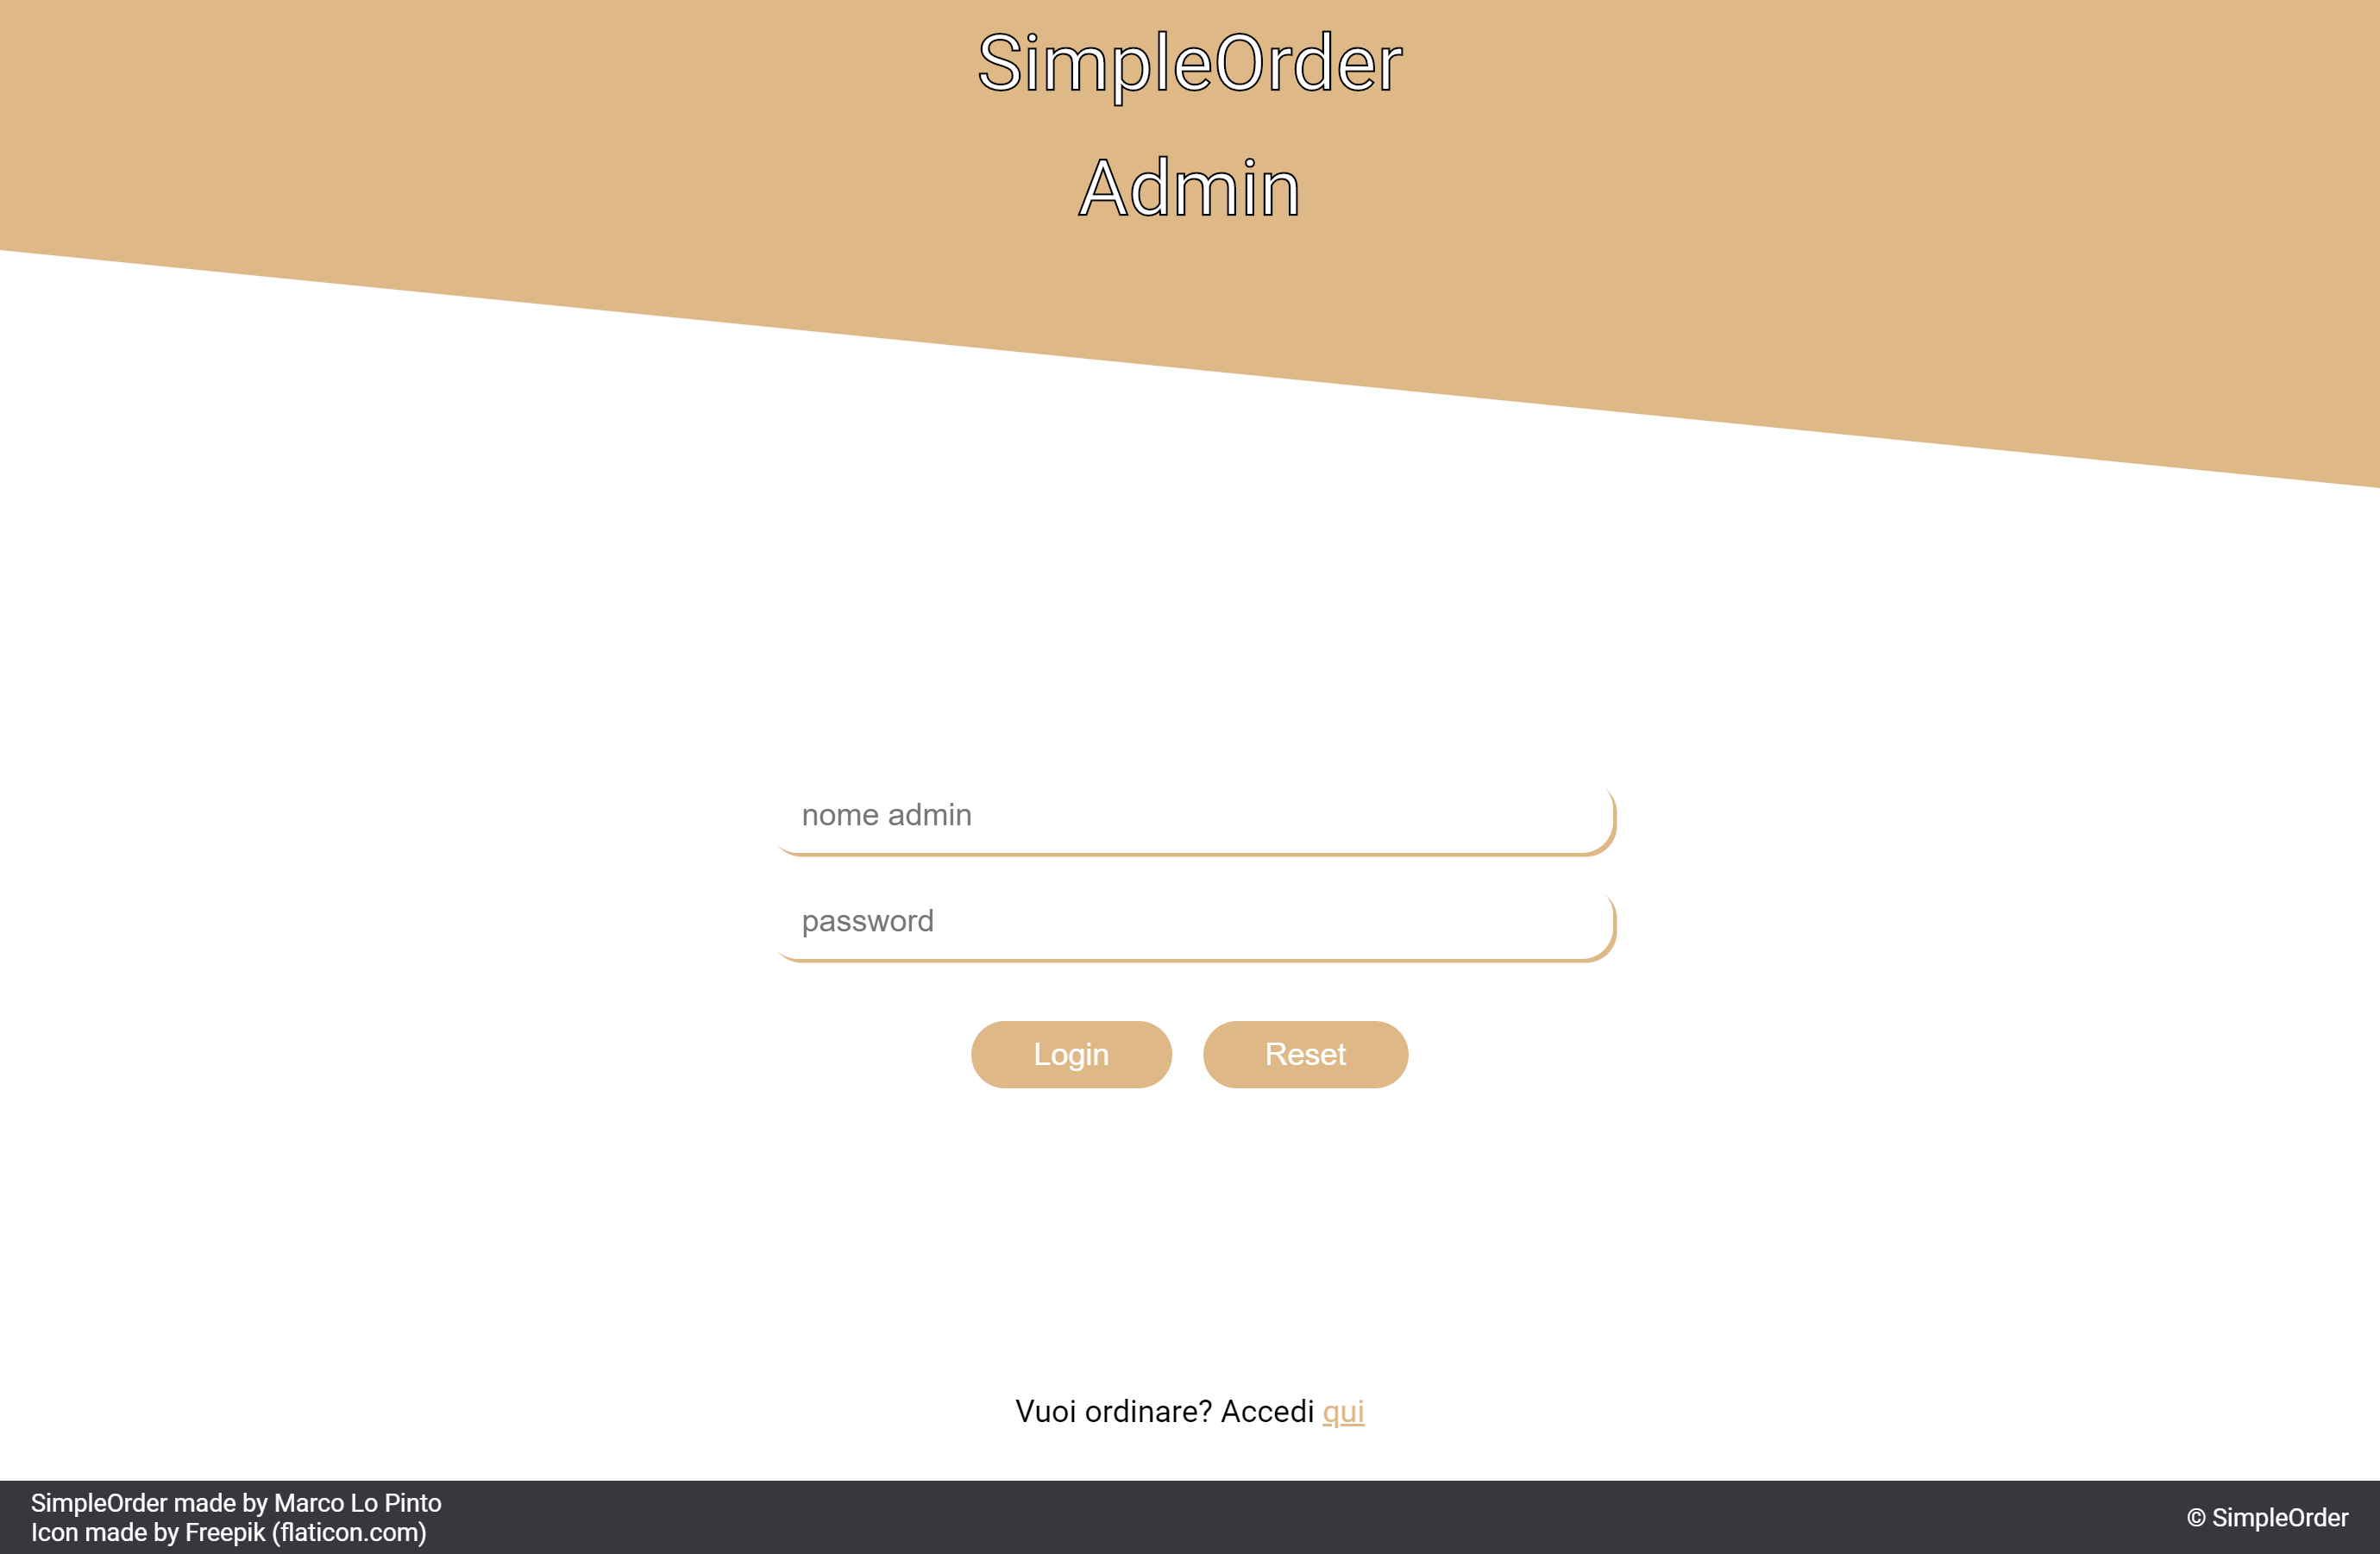 SimpleOrder
Admin
nome admin
password
Login
Reset
Vuoi ordinare? Accedi qui
SimpleOrder made by Marco Lo Pinto
Icon made by Freepik (flaticon.com)
© SimpleOrder